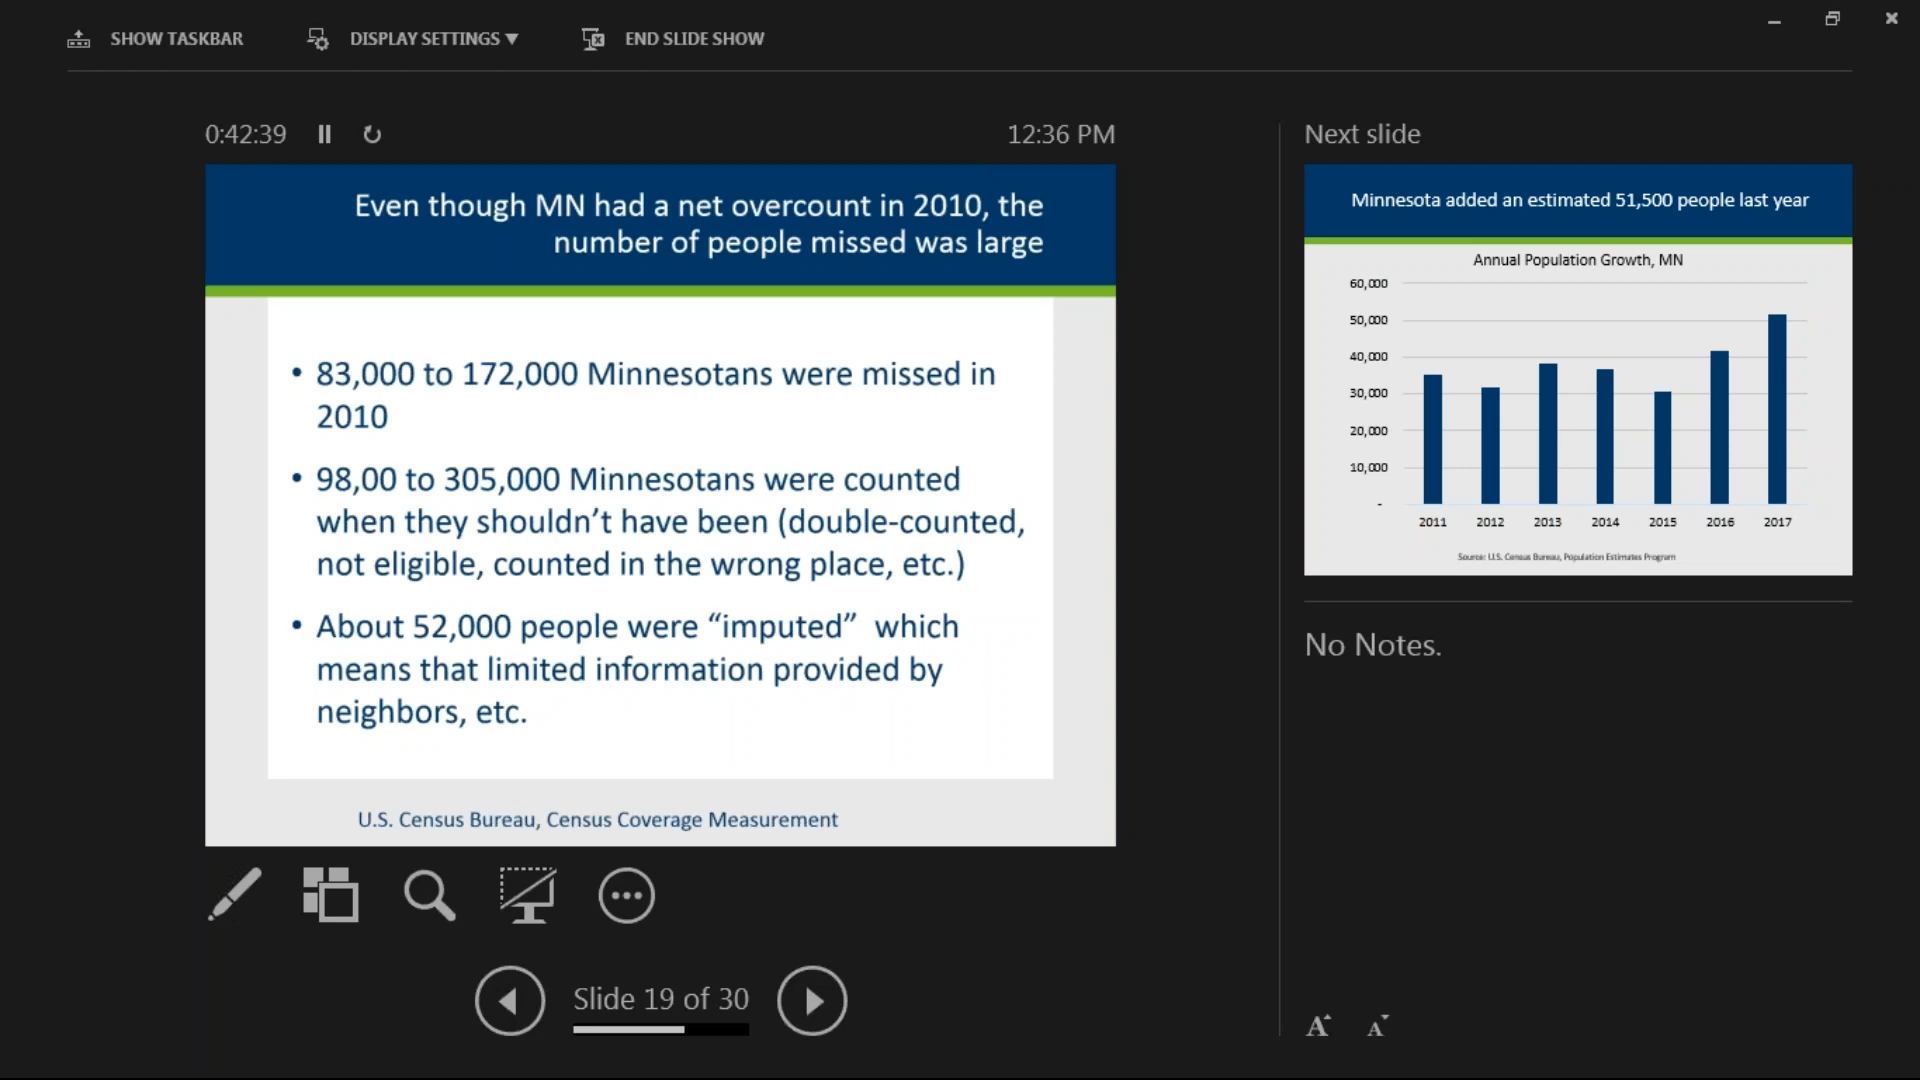 SHOW TASKBAR
DISPLAY SETTINGS ▼
END SLIDE SHOW
0:42:39
12:36 PM
Even though MN had a net overcount in 2010, the
number of people missed was large
• 83,000 to 172,000 Minnesotans were missed in
2010
• 98,00 to 305,000 Minnesotans were counted
when they shouldn’t have been (double-counted,
not eligible, counted in the wrong place, etc.)
• About 52,000 people were “imputed”  which
means that limited information provided by
neighbors, etc.
U.S. Census Bureau, Census Coverage Measurement
Slide 19 of 30
Next slide
Minnesota added an estimated 51,500 people last year
Annual Population Growth, MN
60,000
50,000
40,000
30,000
20,000
10,000
-
2011 2012 2013 2014 2015 2016 2017
Source: U.S. Census Bureau, Population Estimates Program
No Notes.
A A